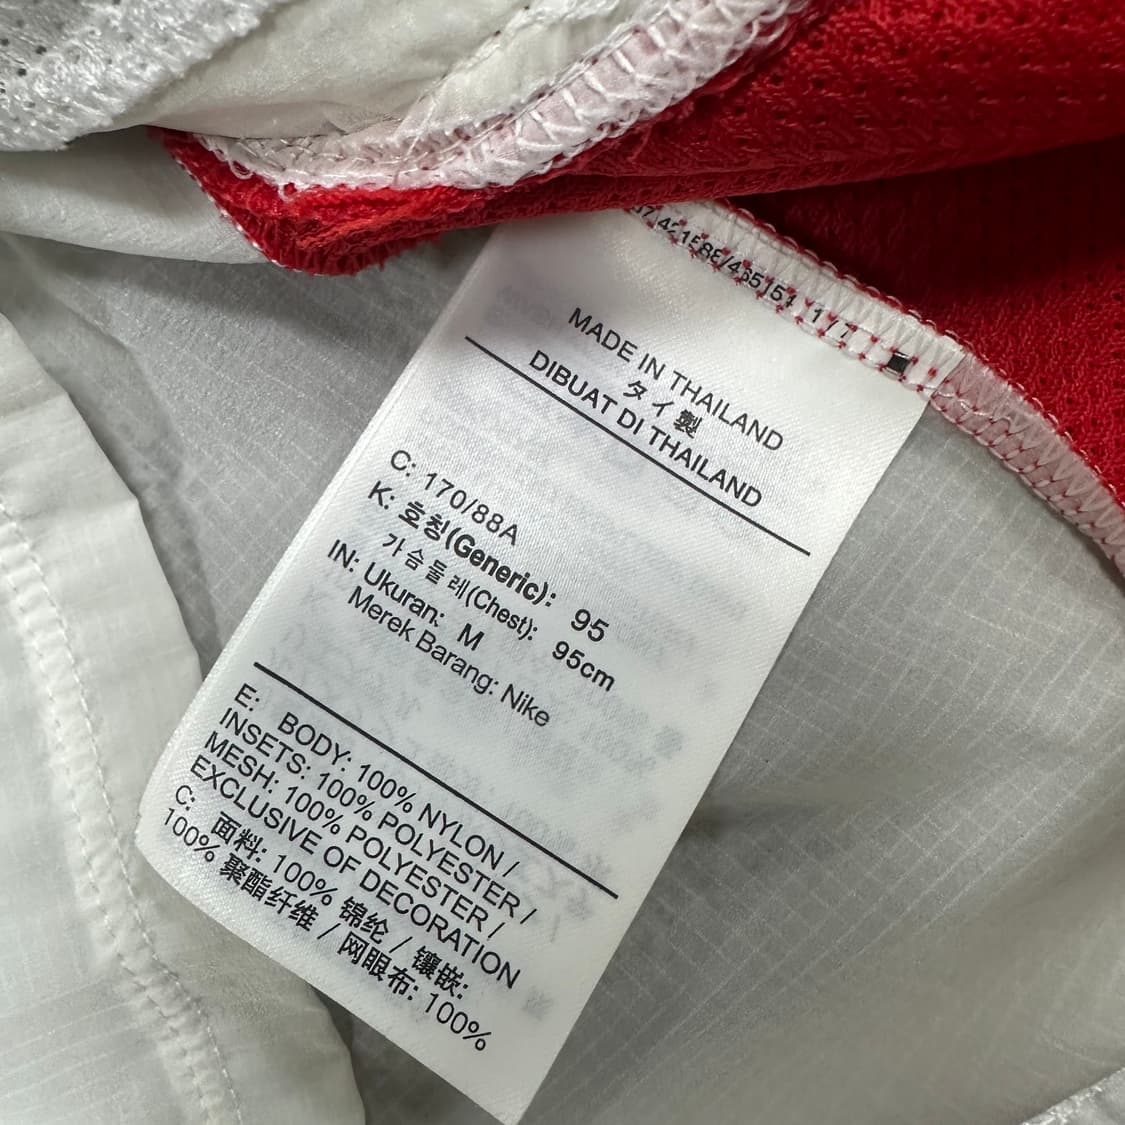 MADE IN THAILAND
タイ製
DIBUAT DI THAILAND
C: 170/88A
K: 호칭(Generic): 95
가슴둘레(Chest): 95cm
IN: Ukuran: M
Merek Barang: Nike
E: BODY: 100% NYLON /
INSETS: 100% POLYESTER /
MESH: 100% POLYESTER /
EXCLUSIVE OF DECORATION
C: 面料: 100% 锦纶 / 镶嵌:
100% 聚酯纤维 / 网眼布: 100%